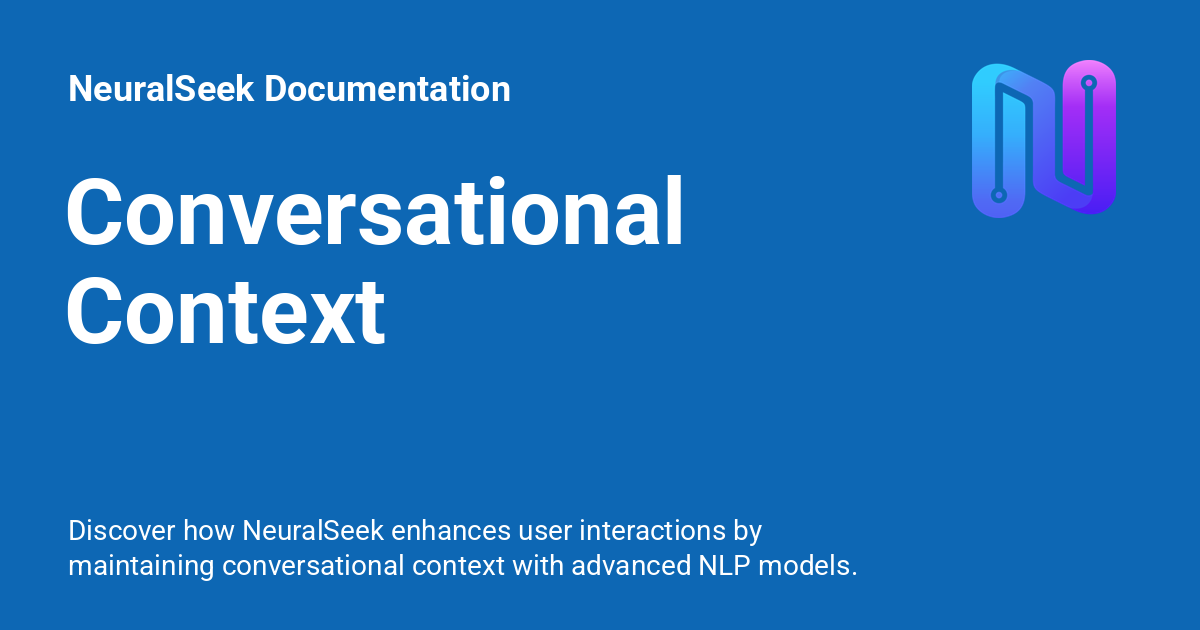 NeuralSeek Documentation
Conversational
Context
Discover how NeuralSeek enhances user interactions by
maintaining conversational context with advanced NLP models.